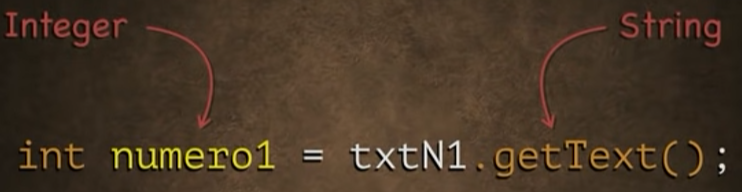 Integer String
int numero1 = txtN1.getText();